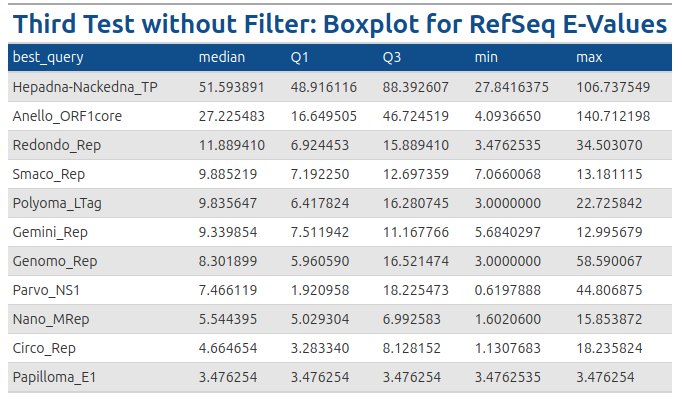 Third Test without Filter: Boxplot for RefSeq E-Values
best_query median Q1 Q3 min max
Hepadna-Nackedna_TP 51.593891 48.916116 88.392607 27.8416375 106.737549
Anello_ORF1core 27.225483 16.649505 46.724519 4.0936650 140.712198
Redondo_Rep 11.889410 6.924453 15.889410 3.4762535 34.503070
Smaco_Rep 9.885219 7.192250 12.697359 7.0660068 13.181115
Polyoma_LTag 9.835647 6.417824 16.280745 3.0000000 22.725842
Gemini_Rep 9.339854 7.511942 11.167766 5.6840297 12.995679
Genomo_Rep 8.301899 5.960590 16.521474 3.0000000 58.590067
Parvo_NS1 7.466119 1.920958 18.225473 0.6197888 44.806875
Nano_MRep 5.544395 5.029304 6.992583 1.6020600 15.853872
Circo_Rep 4.664654 3.283340 8.128152 1.1307683 18.235824
Papilloma_E1 3.476254 3.476254 3.476254 3.4762535 3.476254